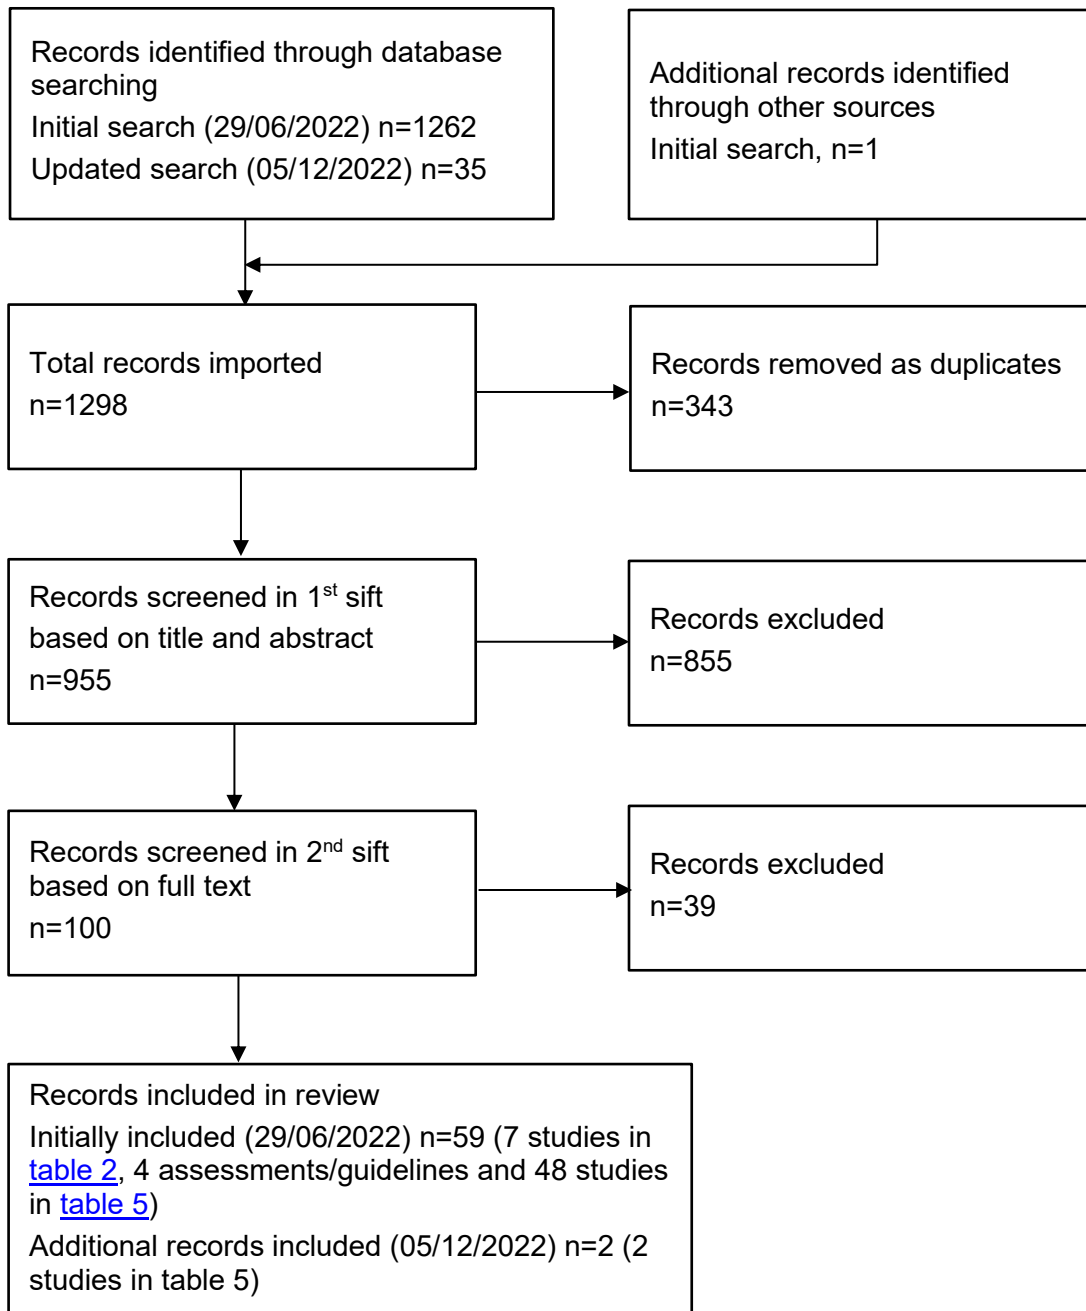 Records identified through database
searching
Initial search (29/06/2022) n=1262
Updated search (05/12/2022) n=35
Additional records identified
through other sources
Initial search, n=1
Total records imported
n=1298
Records removed as duplicates
n=343
Records screened in 1st sift
based on title and abstract
n=955
Records excluded
n=855
Records screened in 2nd sift
based on full text
n=100
Records excluded
n=39
Records included in review
Initially included (29/06/2022) n=59 (7 studies in
table 2, 4 assessments/guidelines and 48 studies
in table 5)
Additional records included (05/12/2022) n=2 (2
studies in table 5)